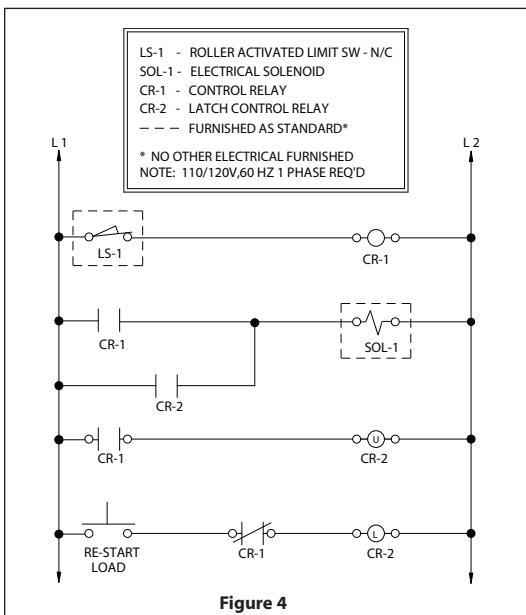 LS-1 - ROLLER ACTIVATED LIMIT SW - N/C
SOL-1 - ELECTRICAL SOLENOID
CR-1 - CONTROL RELAY
CR-2 - LATCH CONTROL RELAY
--- FURNISHED AS STANDARD*
* NO OTHER ELECTRICAL FURNISHED
NOTE: 110/120V,60 HZ 1 PHASE REQ'D
L 1
L 2
LS-1
CR-1
CR-1
SOL-1
CR-2
CR-1
U
CR-2
RE-START
LOAD
CR-1
L
CR-2
Figure 4